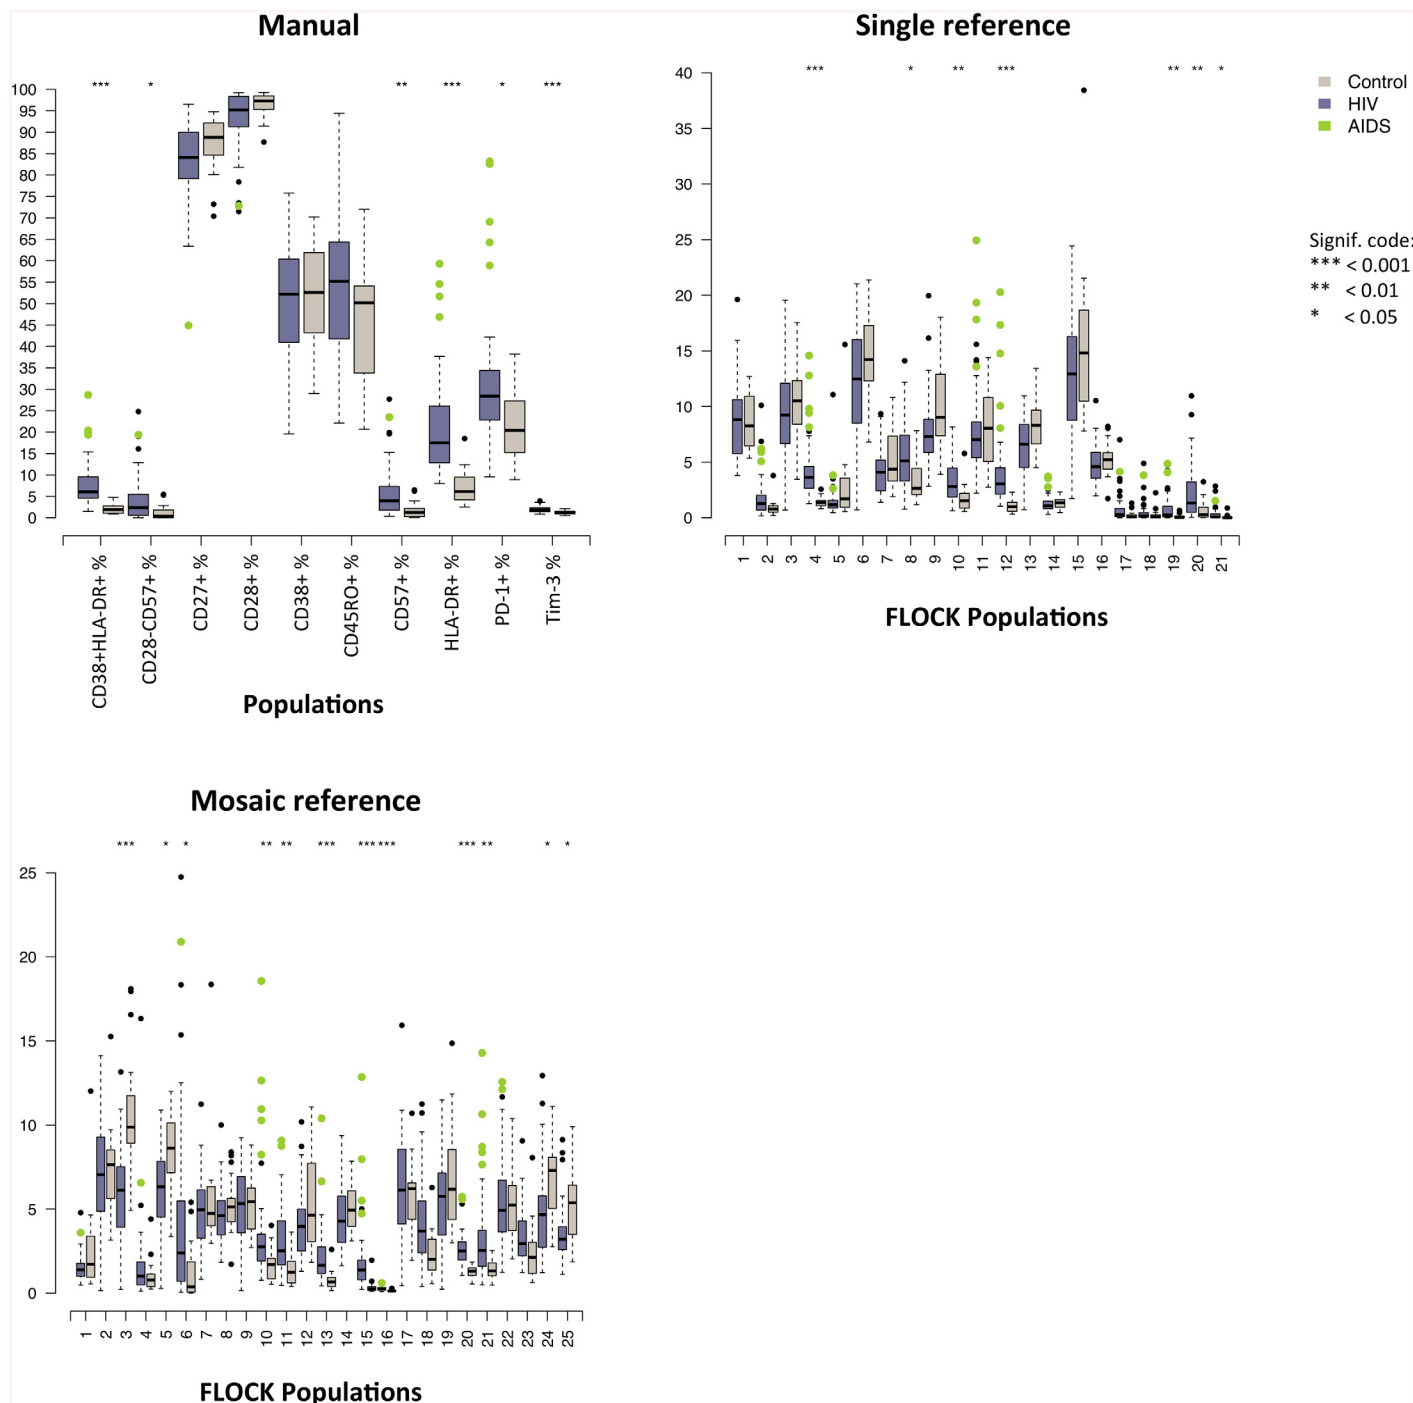 Manual
*** * ** *** * ***
100
95
90
85
80
75
70
65
60
55
50
45
40
35
30
25
20
15
10
5
0
CD38+HLA-DR+ %
CD28-CD57+ %
CD27+ %
CD28+ %
CD38+ %
CD45RO+ %
CD57+ %
HLA-DR+ %
PD-1+ %
Tim-3 %
Populations
Single reference
*** * ** *** ** ** *
40
35
30
25
20
15
10
5
0
1 2 3 4 5 6 7 8 9 10 11 12 13 14 15 16 17 18 19 20 21
FLOCK Populations
Control
HIV
AIDS
Signif. code:
*** < 0.001
** < 0.01
* < 0.05
Mosaic reference
*** * * ** ** *** *** *** *** ** * *
25
20
15
10
5
0
1 2 3 4 5 6 7 8 9 10 11 12 13 14 15 16 17 18 19 20 21 22 23 24 25
FLOCK Populations